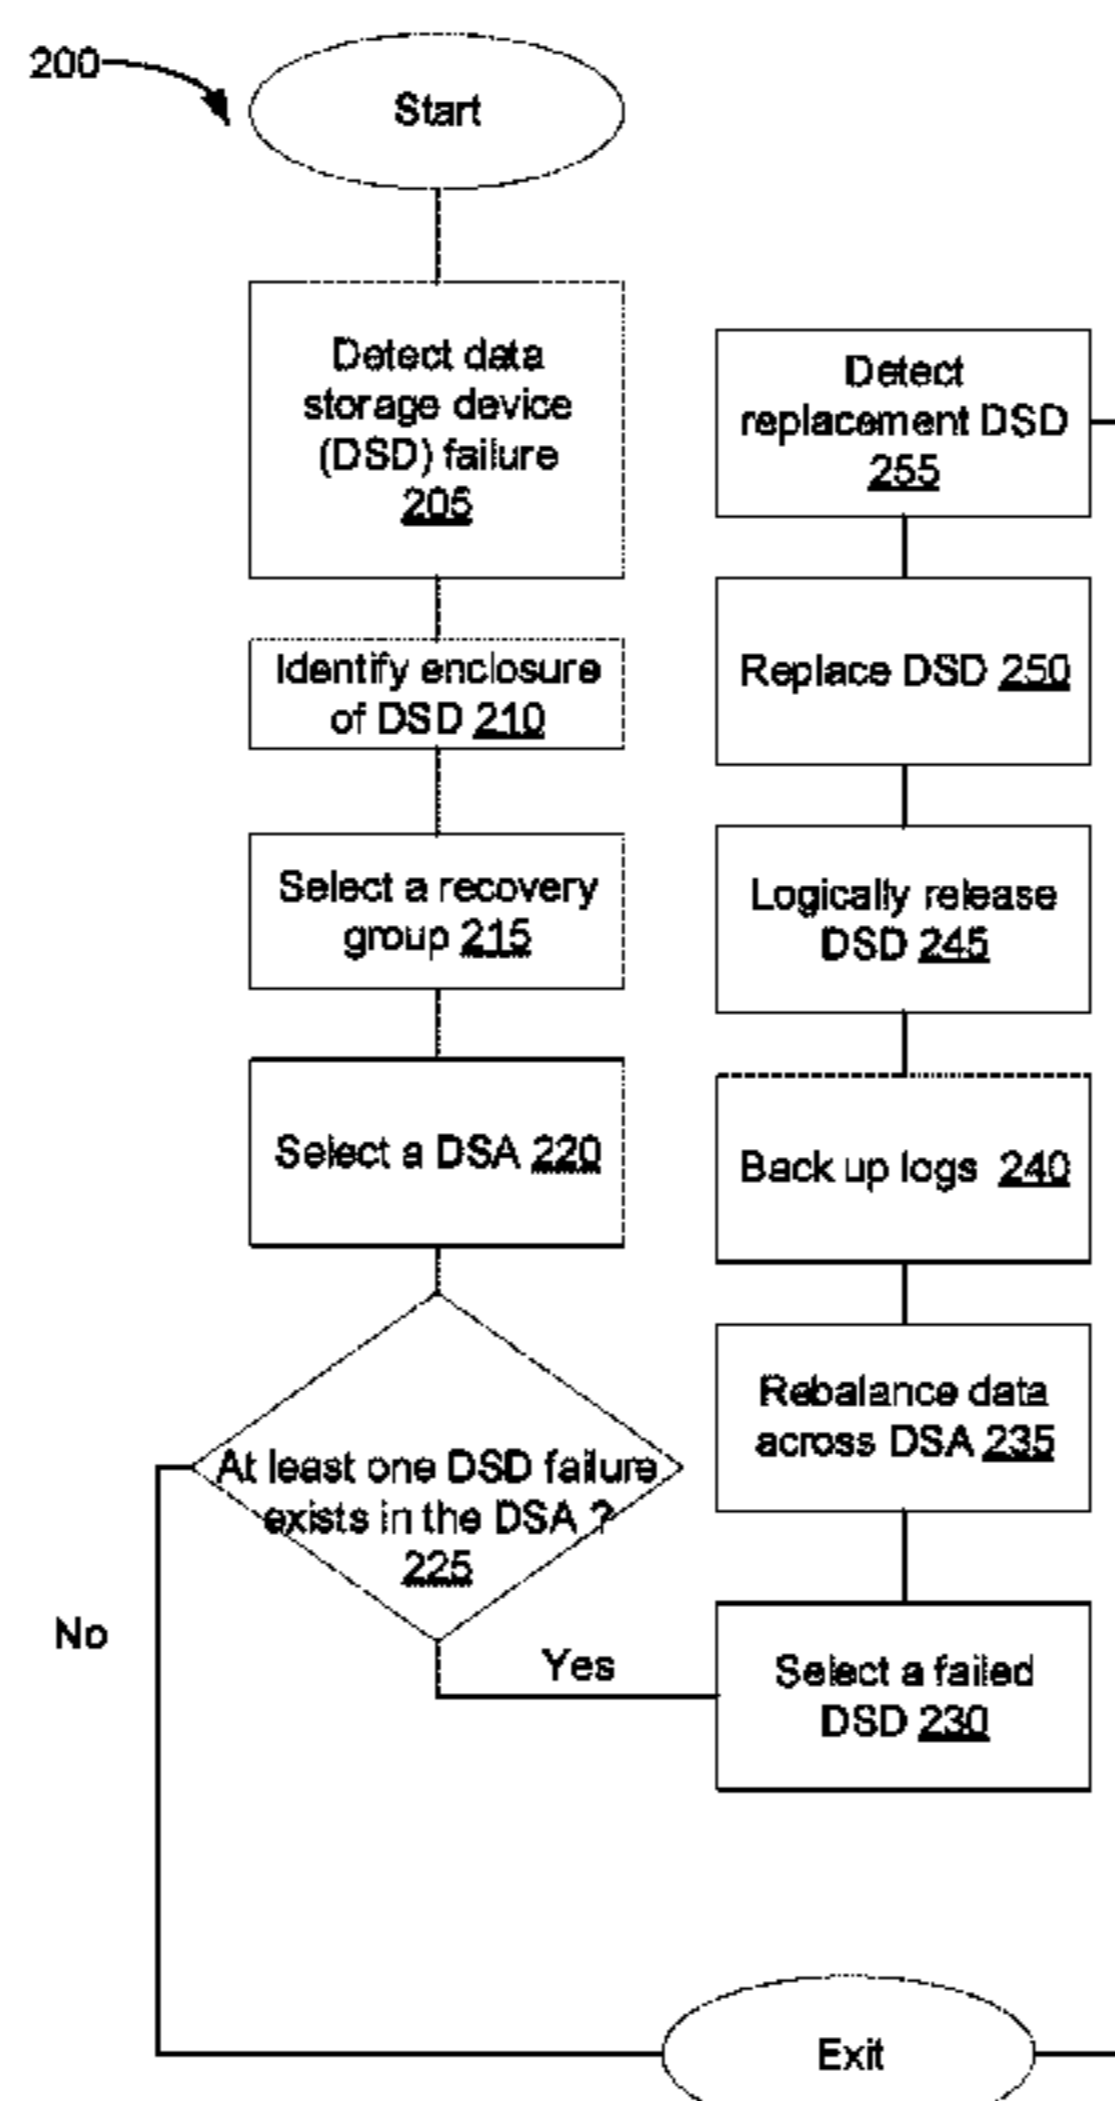 200
Start
Detect data
storage device
(DSD) failure
205
Identify enclosure
of DSD 210
Select a recovery
group 215
Select a DSA 220
At least one DSD failure
exists in the DSA ?
225
No
Yes
Select a failed
DSD 230
Rebalance data
across DSA 235
Back up logs 240
Logically release
DSD 245
Replace DSD 250
Detect
replacement DSD
255
Exit